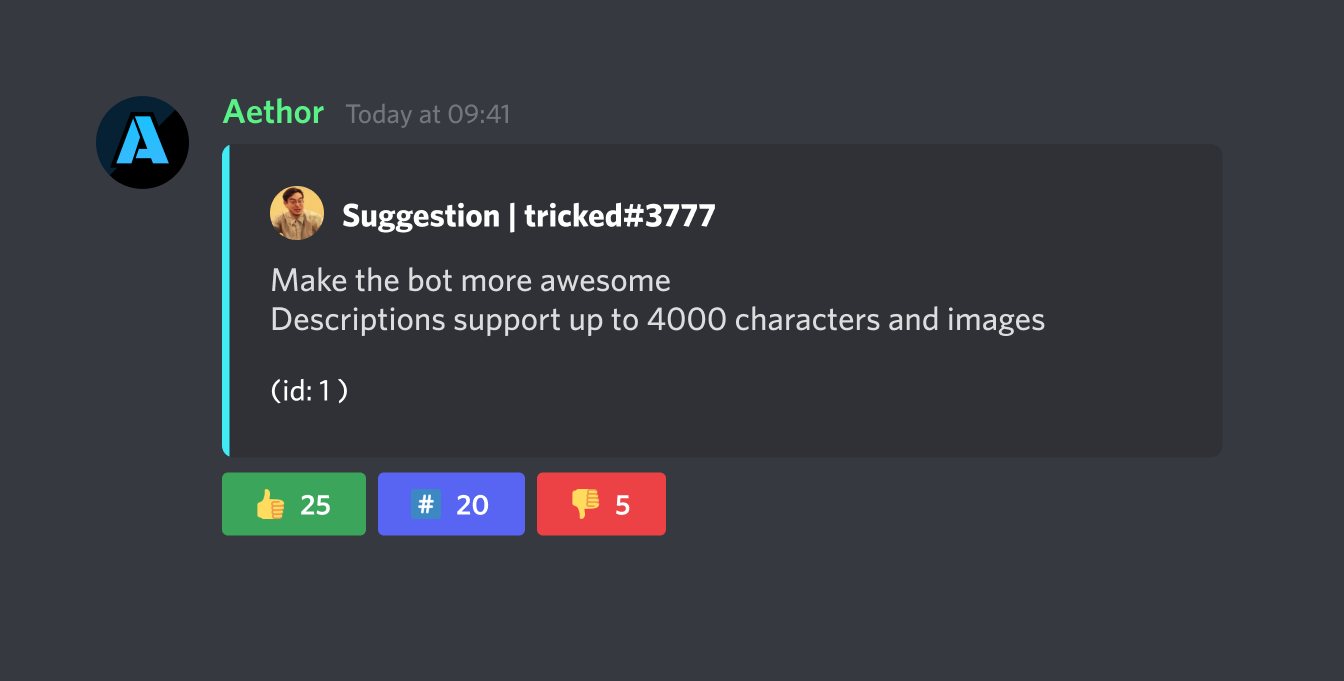 A
Aethor Today at 09:41
Suggestion | tricked#3777
Make the bot more awesome
Descriptions support up to 4000 characters and images
(id: 1 )
👍 25 #️⃣ 20 👎 5